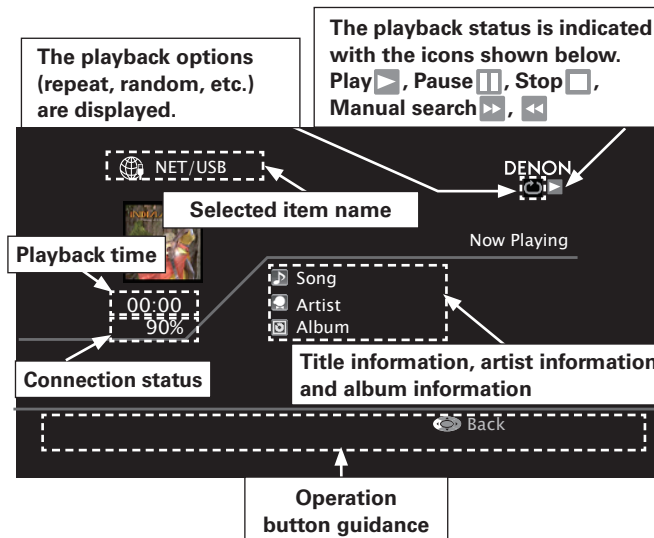 The playback options
(repeat, random, etc.)
are displayed.
The playback status is indicated
with the icons shown below.
Play , Pause , Stop ,
Manual search ,
NET/USB
DENON
Selected item name
Now Playing
Playback time
00:00
90%
Song
Artist
Album
Connection status
Title information, artist information
and album information
Back
Operation
button guidance